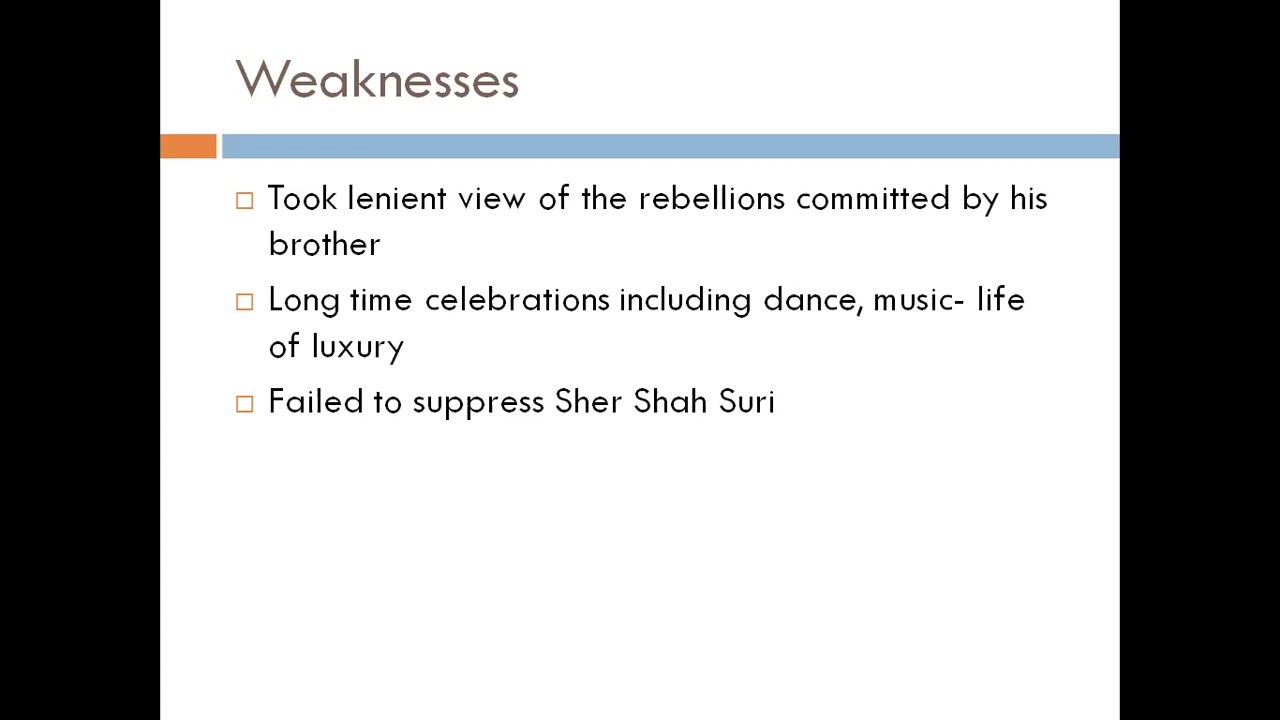 Weaknesses
Took lenient view of the rebellions committed by his
brother
Long time celebrations including dance, music- life
of luxury
Failed to suppress Sher Shah Suri